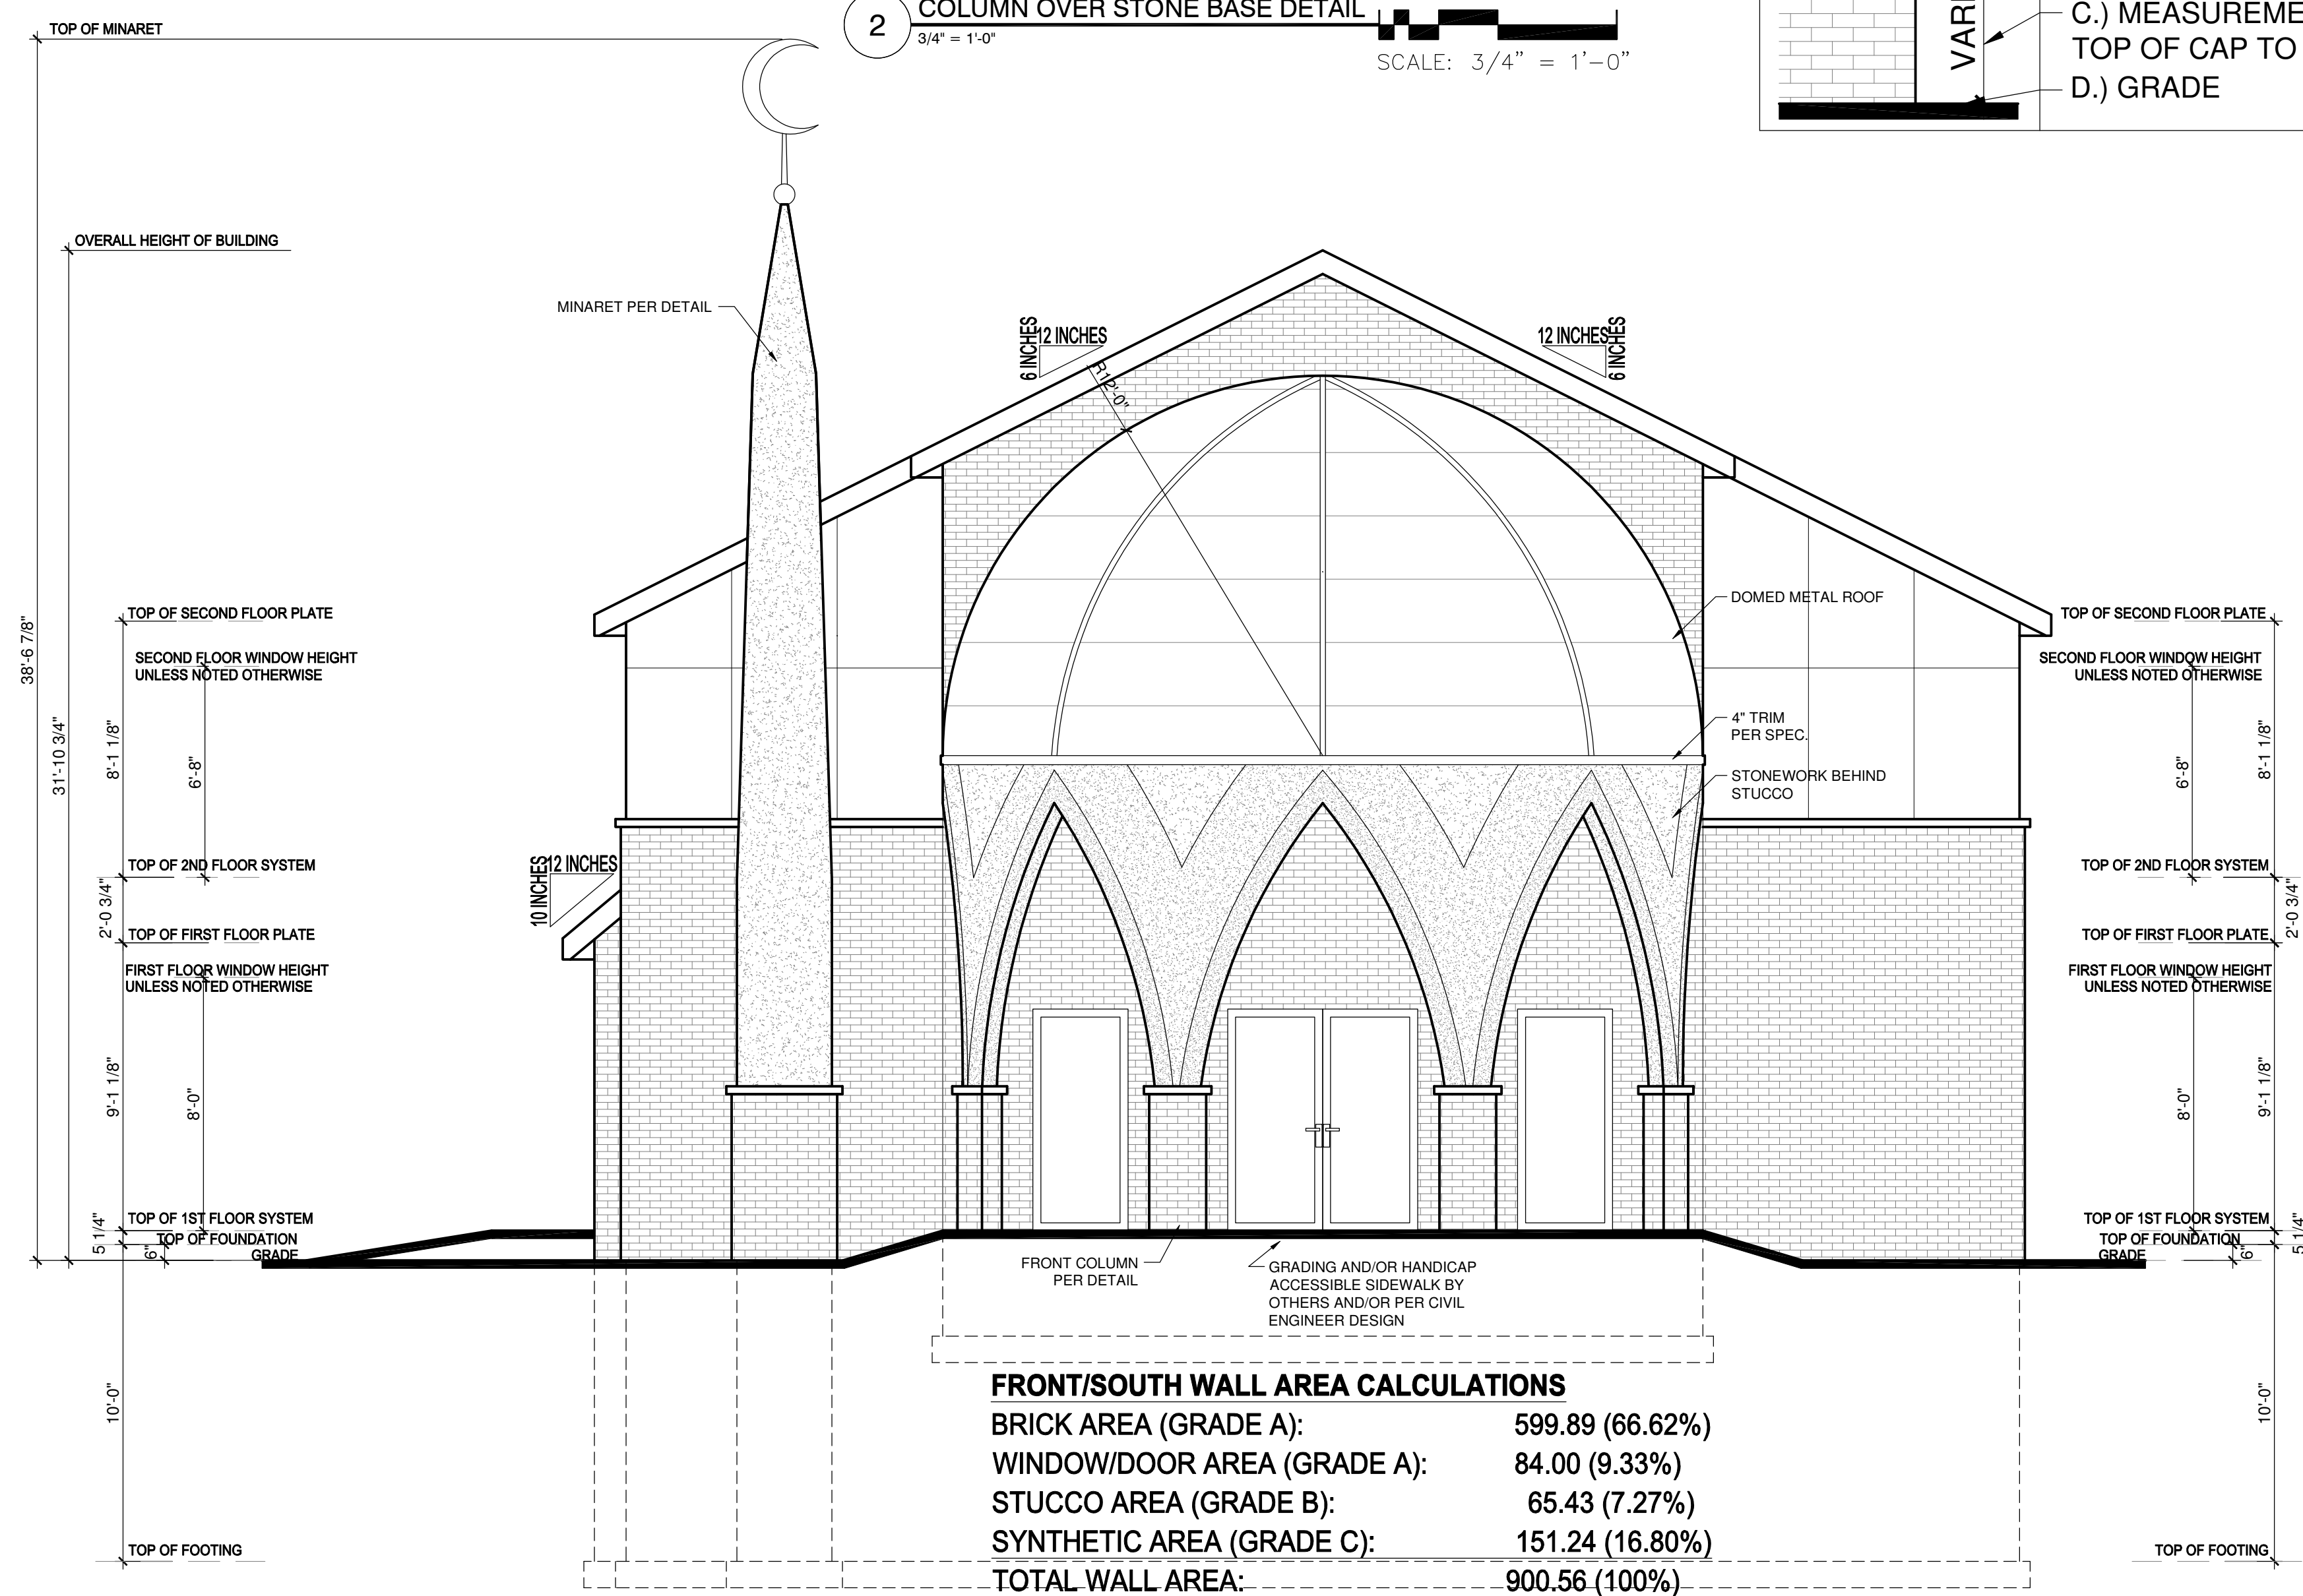 COLUMN OVER STONE BASE DETAIL
2
3/4" = 1'-0"
SCALE: 3/4" = 1'-0"
C.) MEASUREME
TOP OF CAP TO
D.) GRADE
TOP OF MINARET
OVERALL HEIGHT OF BUILDING
MINARET PER DETAIL
12 INCHES
6 INCHES
R12'-0"
12 INCHES
6 INCHES
TOP OF SECOND FLOOR PLATE
SECOND FLOOR WINDOW HEIGHT
UNLESS NOTED OTHERWISE
38'-6 7/8"
31'-10 3/4"
8'-1 1/8"
6'-8"
TOP OF 2ND FLOOR SYSTEM
2'-0 3/4"
TOP OF FIRST FLOOR PLATE
FIRST FLOOR WINDOW HEIGHT
UNLESS NOTED OTHERWISE
9'-1 1/8"
8'-0"
TOP OF 1ST FLOOR SYSTEM
TOP OF FOUNDATION
GRADE
5 1/4"
6"
10'-0"
TOP OF FOOTING
12 INCHES
10 INCHES
DOMED METAL ROOF
4" TRIM
PER SPEC.
STONEWORK BEHIND
STUCCO
FRONT COLUMN
PER DETAIL
GRADING AND/OR HANDICAP
ACCESSIBLE SIDEWALK BY
OTHERS AND/OR PER CIVIL
ENGINEER DESIGN
TOP OF SECOND FLOOR PLATE
SECOND FLOOR WINDOW HEIGHT
UNLESS NOTED OTHERWISE
8'-1 1/8"
6'-8"
TOP OF 2ND FLOOR SYSTEM
2'-0 3/4"
TOP OF FIRST FLOOR PLATE
FIRST FLOOR WINDOW HEIGHT
UNLESS NOTED OTHERWISE
9'-1 1/8"
8'-0"
TOP OF 1ST FLOOR SYSTEM
TOP OF FOUNDATION
GRADE
5 1/4"
6"
10'-0"
TOP OF FOOTING
FRONT/SOUTH WALL AREA CALCULATIONS
BRICK AREA (GRADE A): 599.89 (66.62%)
WINDOW/DOOR AREA (GRADE A): 84.00 (9.33%)
STUCCO AREA (GRADE B): 65.43 (7.27%)
SYNTHETIC AREA (GRADE C): 151.24 (16.80%)
TOTAL WALL AREA: 900.56 (100%)